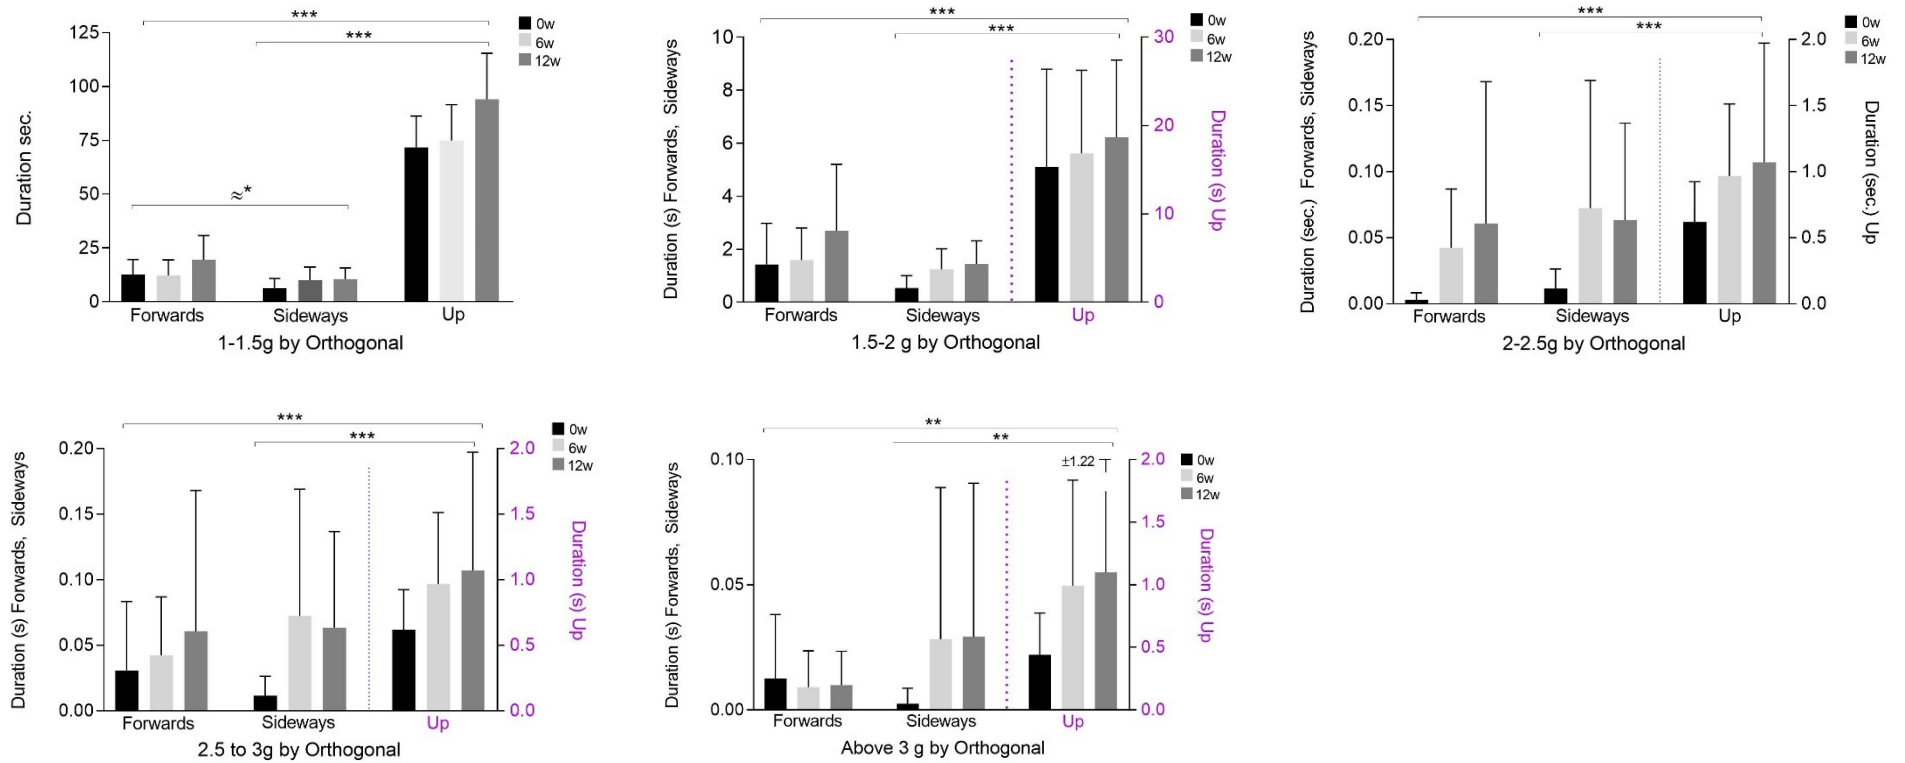 ***
***
0w
6w
12w
125
100
75
50
25
0
Duration sec.
≈*
Forwards Sideways Up
1-1.5g by Orthogonal
***
***
0w
6w
12w
10
8
6
4
2
0
30
20
10
0
Duration (s) Forwards, Sideways
Duration (s) Up
Forwards Sideways Up
1.5-2 g by Orthogonal
***
***
0w
6w
12w
0.20
0.15
0.10
0.05
0.00
2.0
1.5
1.0
0.5
0.0
Duration (sec.) Forwards, Sideways
Duration (sec.) Up
Forwards Sideways Up
2-2.5g by Orthogonal
***
***
0w
6w
12w
0.20
0.15
0.10
0.05
0.00
2.0
1.5
1.0
0.5
0.0
Duration (s) Forwards, Sideways
Duration (s) Up
Forwards Sideways Up
2.5 to 3g by Orthogonal
**
**
0w
6w
12w
±1.22
0.10
0.05
0.00
2.0
1.5
1.0
0.5
0.0
Duration (s) Forwards, Sideways
Duration (s) Up
Forwards Sideways Up
Above 3 g by Orthogonal